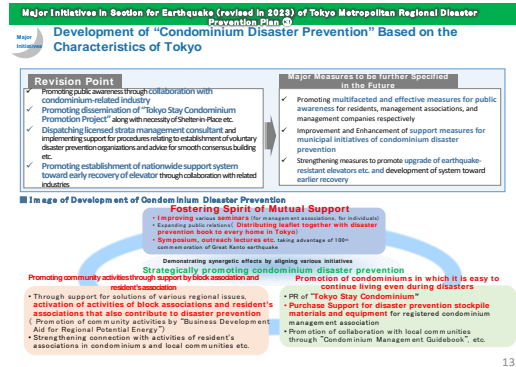 Major Initiatives in Section for Earthquake (revised in 2023) of Tokyo Metropolitan Regional Disaster
Prevention Plan ③
Major
Initiatives
Development of “Condominium Disaster Prevention” Based on the
Characteristics of Tokyo
Revision Point
✓ Promoting public awareness through collaboration with
condominium-related industry
✓ Promoting dissemination of “Tokyo Stay Condominium
Promotion Project” along with necessity of Shelter-in-Place etc.
✓ Dispatching licensed strata management consultant and
implementing support for procedures relating to establishment of voluntary
disaster prevention organizations and advice for smooth consensus building
etc.
✓ Promoting establishment of nationwide support system
toward early recovery of elevator through collaboration with related
industries
Major Measures to be further Specified
in the Future
✓ Promoting multifaceted and effective measures for public
awareness for residents, management associations, and
management companies respectively
✓ Improvement and Enhancement of support measures for
municipal initiatives of condominium disaster
prevention
✓ Strengthening measures to promote upgrade of earthquake-
resistant elevators etc. and development of system toward
earlier recovery
■Image of Development of Condominium Disaster Prevention
Fostering Spirit of Mutual Support
・Improving various seminars (for management associations, for individuals)
・Expanding public relations( Distributing leaflet together with disaster
prevention book to every home in Tokyo)
・Symposium, outreach lectures etc. taking advantage of 100th
commemoration of Great Kanto earthquake
Demonstrating synergetic effects by aligning various initiatives
Strategically promoting condominium disaster prevention
Promoting community activities through support by block association and
resident's association
・Through support for solutions of various regional issues,
activation of activities of block associations and resident's
associations that also contribute to disaster prevention
( Promotion of community activities by “Business Development
Aid for Regional Potential Energy”)
・Strengthening connection with activities of resident's
associations in condominiums and local communities etc.
Promotion of condominiums in which it is easy to
continue living even during disasters
・PR of “Tokyo Stay Condominium”
・Purchase Support for disaster prevention stockpile
materials and equipment for registered condominium
management association
・Promotion of collaboration with local communities
through “Condominium Management Guidebook”, etc.
13